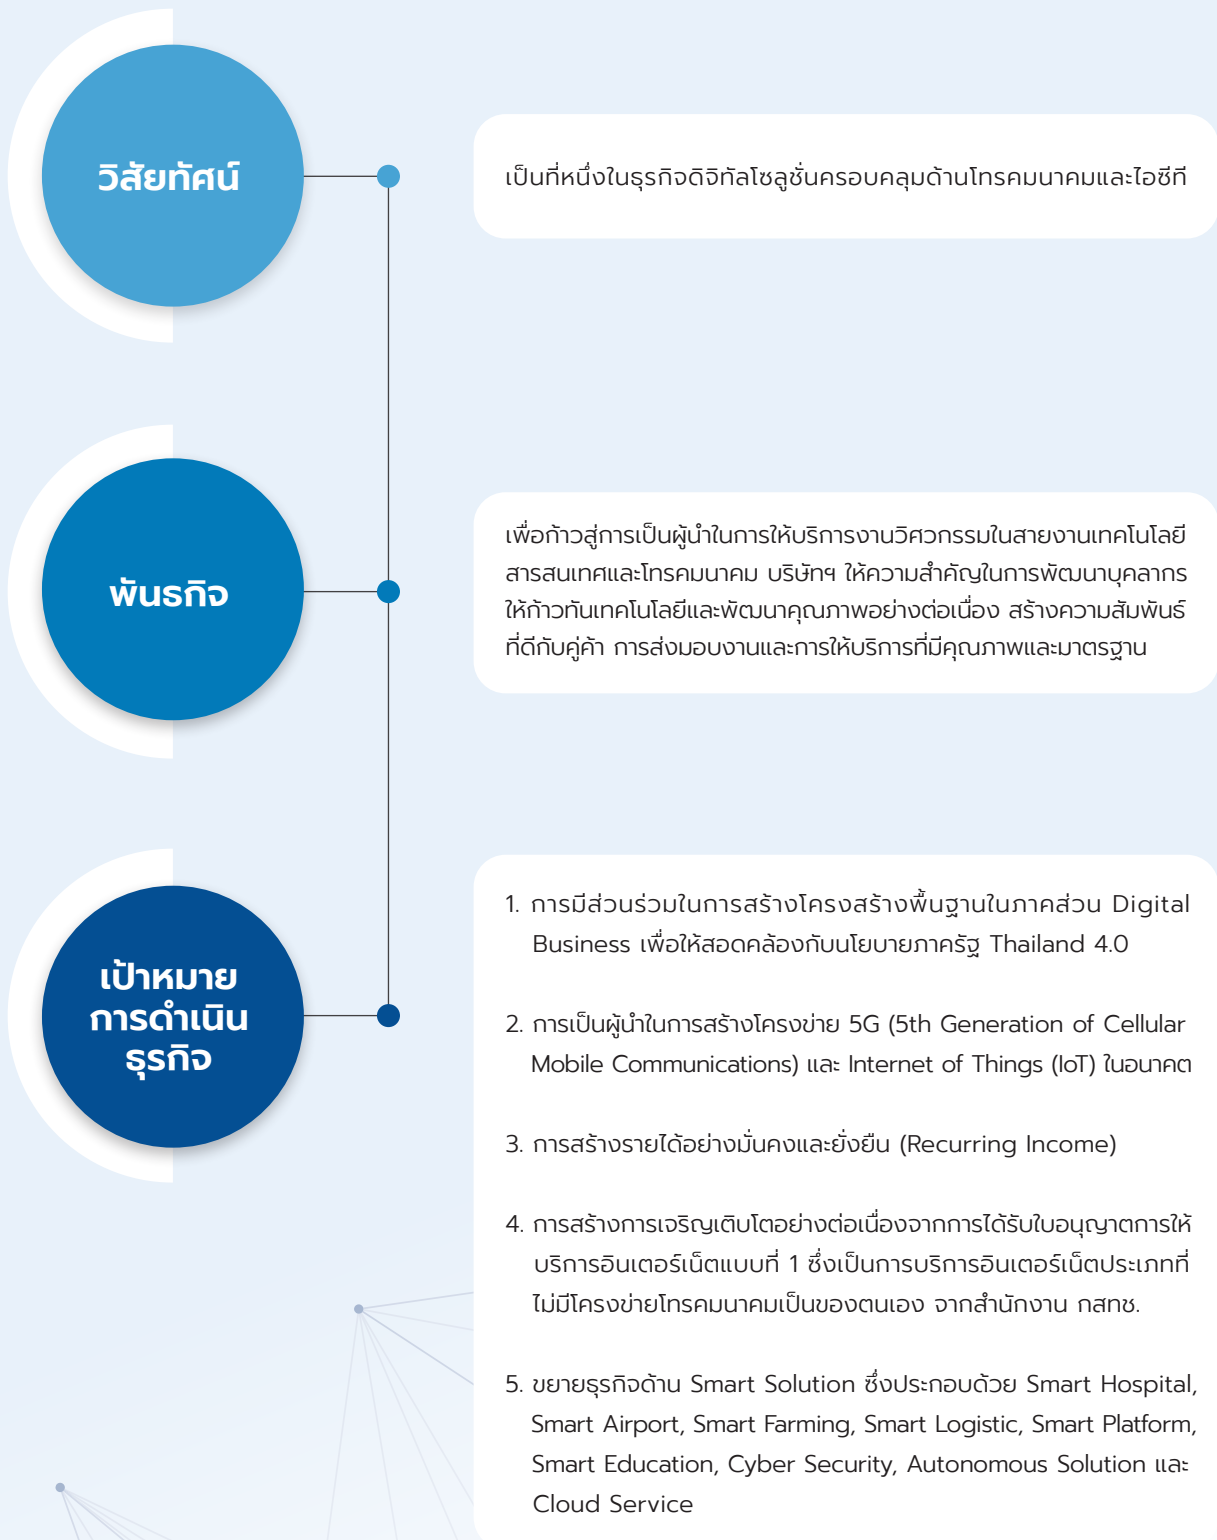 วิสัยทัศน์
เป็นที่หนึ่งในธุรกิจดิจิทัลโซลูชั่นครอบคลุมด้านโทรคมนาคมและไอซีที
พันธกิจ
เพื่อก้าวสู่การเป็นผู้นำในการให้บริการงานวิศวกรรมในสายงานเทคโนโลยี
สารสนเทศและโทรคมนาคม บริษัทฯ ให้ความสำคัญในการพัฒนาบุคลากร
ให้ก้าวทันเทคโนโลยีและพัฒนาคุณภาพอย่างต่อเนื่อง สร้างความสัมพันธ์
ที่ดีกับคู่ค้า การส่งมอบงานและการให้บริการที่มีคุณภาพและมาตรฐาน
เป้าหมาย
การดำเนิน
ธุรกิจ
1. การมีส่วนร่วมในการสร้างโครงสร้างพื้นฐานในภาคส่วน Digital
Business เพื่อให้สอดคล้องกับนโยบายภาครัฐ Thailand 4.0
2. การเป็นผู้นำในการสร้างโครงข่าย 5G (5th Generation of Cellular
Mobile Communications) และ Internet of Things (IoT) ในอนาคต
3. การสร้างรายได้อย่างมั่นคงและยั่งยืน (Recurring Income)
4. การสร้างการเจริญเติบโตอย่างต่อเนื่องจากการได้รับใบอนุญาตการให้
บริการอินเตอร์เน็ตแบบที่ 1 ซึ่งเป็นการบริการอินเตอร์เน็ตประเภทที่
ไม่มีโครงข่ายโทรคมนาคมเป็นของตนเอง จากสำนักงาน กสทช.
5. ขยายธุรกิจด้าน Smart Solution ซึ่งประกอบด้วย Smart Hospital,
Smart Airport, Smart Farming, Smart Logistic, Smart Platform,
Smart Education, Cyber Security, Autonomous Solution และ
Cloud Service